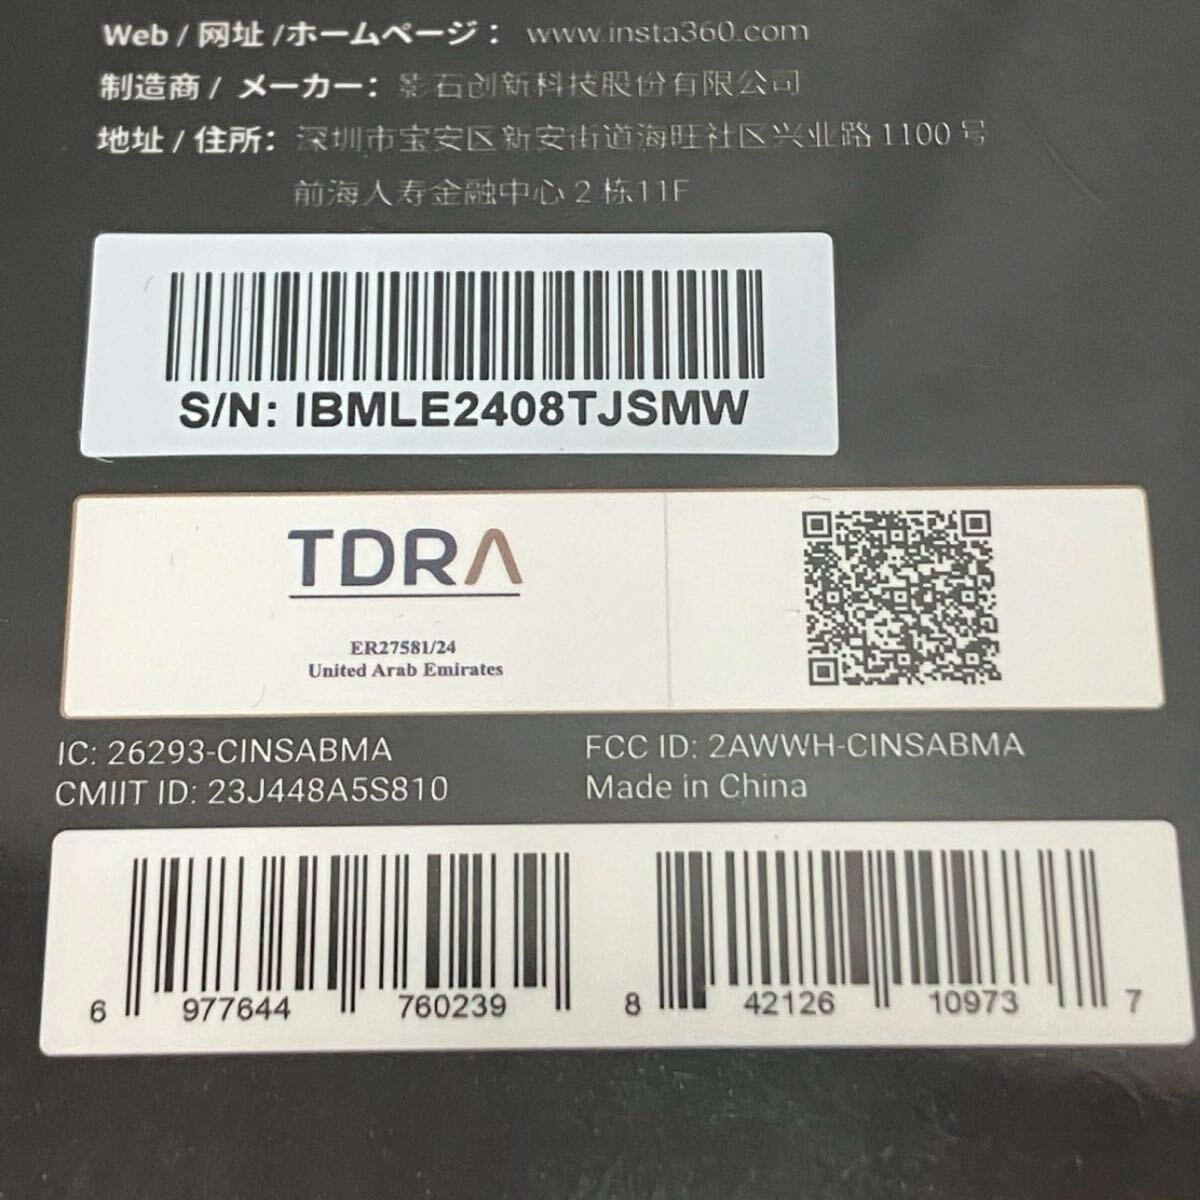 Web / 网址 /ホームページ： www.insta360.com
制造商 / メーカー： 影石创新科技股份有限公司
地址 / 住所： 深圳市宝安区新安街道海旺社区兴业路 1100 号
前海人寿金融中心 2 栋11F
S/N: IBMLE2408TJSMW
TDRA
ER27581/24
United Arab Emirates
IC: 26293-CINSABMA FCC ID: 2AWWH-CINSABMA
CMIIT ID: 23J448A5S810 Made in China
6 977644 760239 8 42126 10973 7